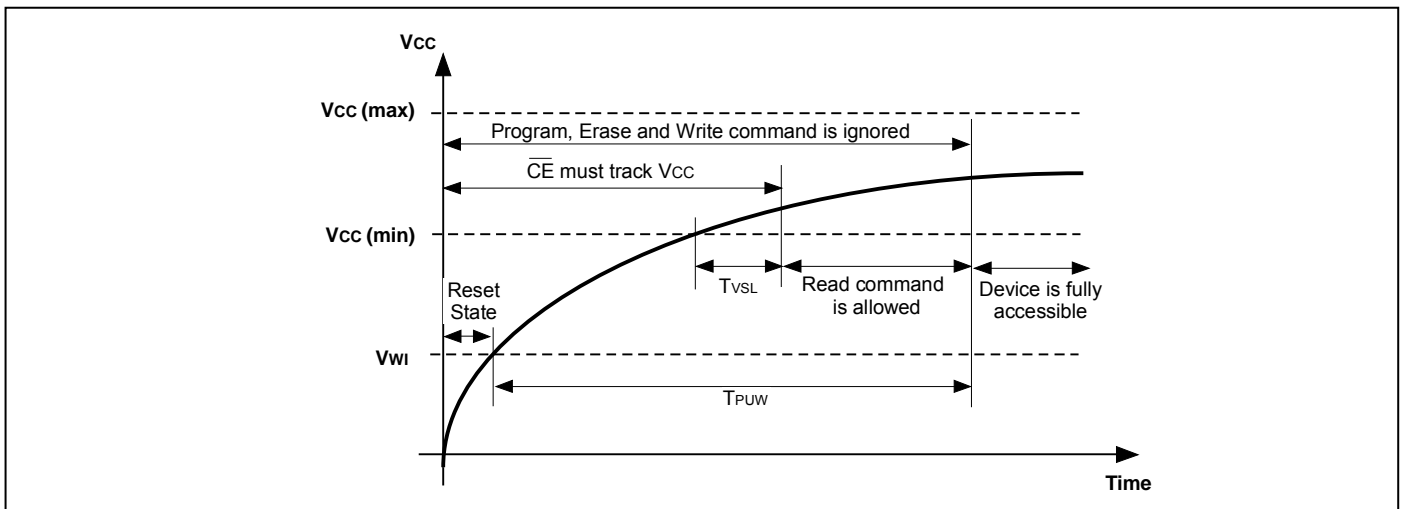 Vcc
Vcc (max)
Program, Erase and Write command is ignored
CE must track Vcc
Vcc (min)
TVSL
Read command
is allowed
Device is fully
accessible
Reset
State
VWI
TPUW
Time